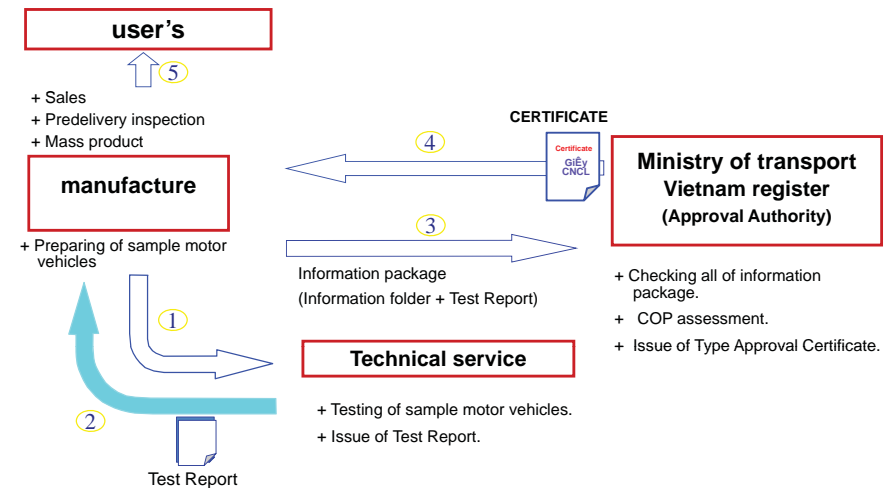 user’s
5
+ Sales
+ Predelivery inspection
+ Mass product
manufacture
+ Preparing of sample motor
vehicles
CERTIFICATE
4
Certificate
GiÊy
CNCL
Ministry of transport
Vietnam register
(Approval Authority)
3
Information package
(Information folder + Test Report)
+ Checking all of information
package.
+ COP assessment.
+ Issue of Type Approval Certificate.
1
Technical service
+ Testing of sample motor vehicles.
+ Issue of Test Report.
2
Test Report